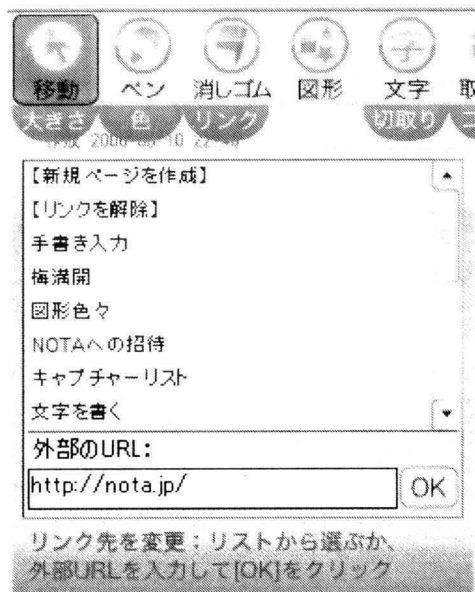 移動 ペン 消しゴム 図形 文字
大きさ 色 リンク 切取り
【新規ページを作成】
【リンクを解除】
手書き入力
梅満開
図形色々
NOTAへの招待
キャプチャーリスト
文字を書く
外部のURL:
http://nota.jp/
OK
リンク先を変更：リストから選ぶか、
外部URLを入力して[OK]をクリック